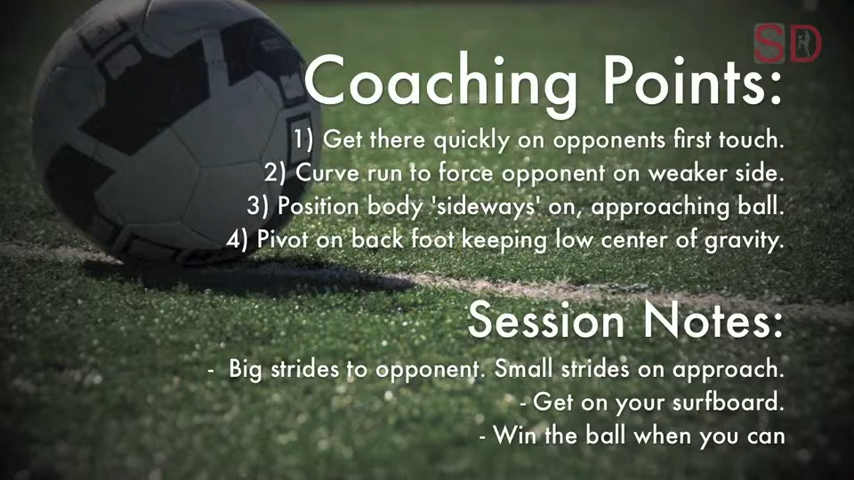 SD
Coaching Points:
1) Get there quickly on opponents first touch.
2) Curve run to force opponent on weaker side.
3) Position body 'sideways' on, approaching ball.
4) Pivot on back foot keeping low center of gravity.
Session Notes:
- Big strides to opponent. Small strides on approach.
- Get on your surfboard.
- Win the ball when you can